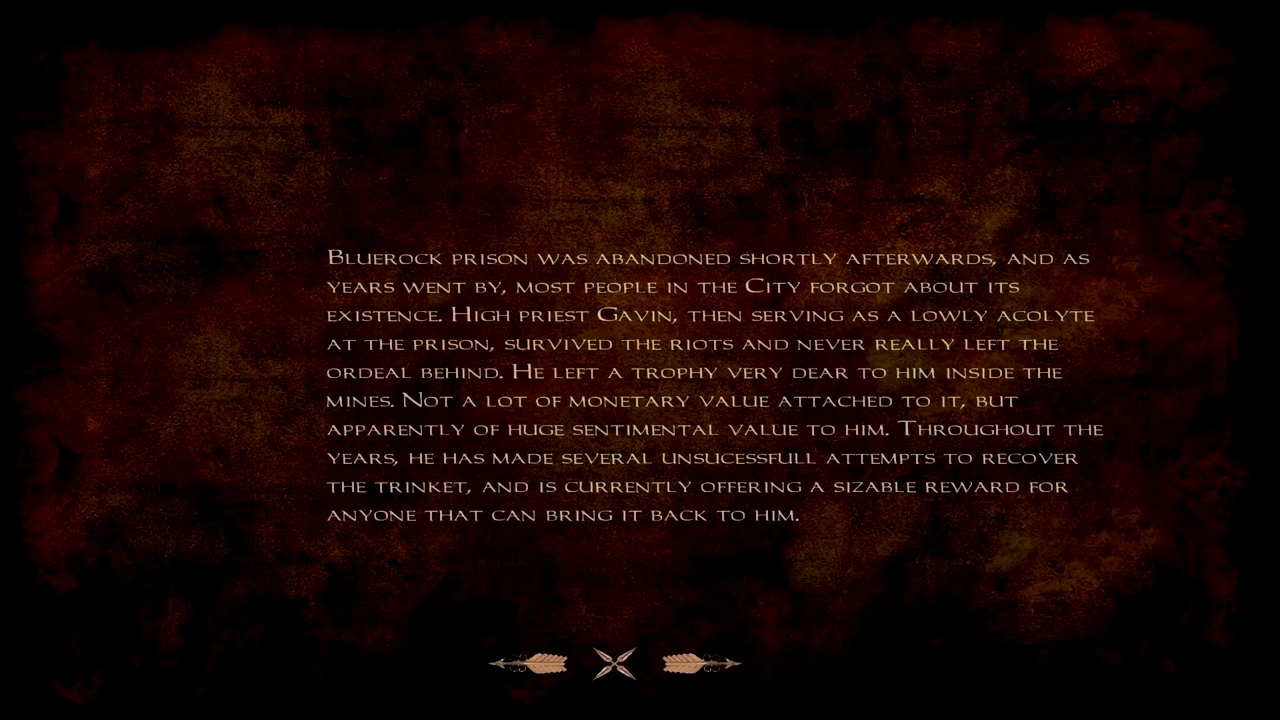 Bluerock prison was abandoned shortly afterwards, and as
years went by, most people in the City forgot about its
existence. High priest Gavin, then serving as a lowly acolyte
at the prison, survived the riots and never really left the
ordeal behind. He left a trophy very dear to him inside the
mines. Not a lot of monetary value attached to it, but
apparently of huge sentimental value to him. Throughout the
years, he has made several unsucessfull attempts to recover
the trinket, and is currently offering a sizable reward for
anyone that can bring it back to him.